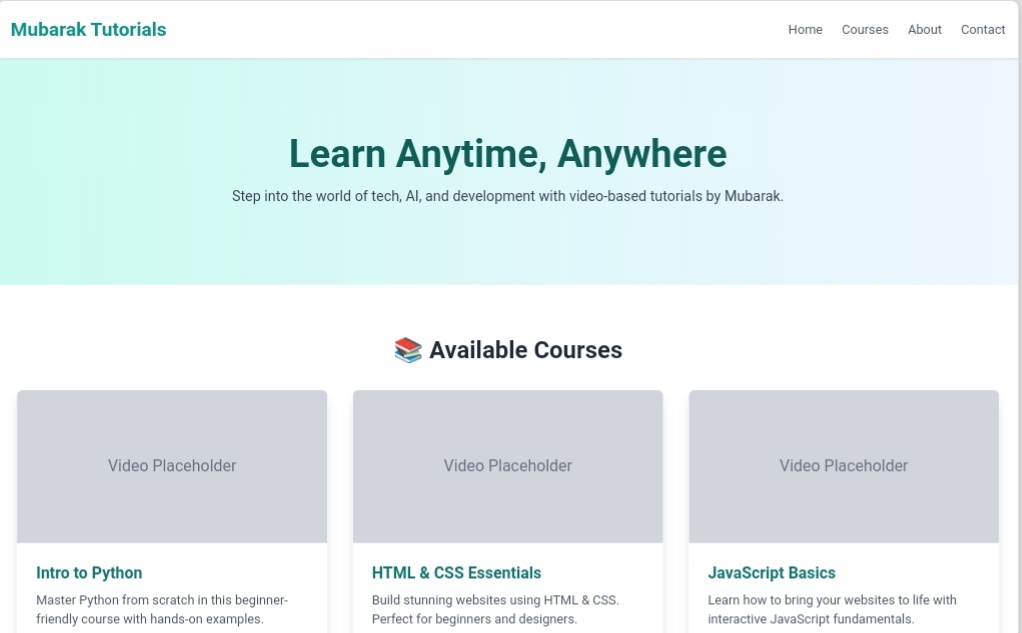 Mubarak Tutorials
Home Courses About Contact
Learn Anytime, Anywhere
Step into the world of tech, AI, and development with video-based tutorials by Mubarak.
📚 Available Courses
Video Placeholder
Intro to Python
Master Python from scratch in this beginner-
friendly course with hands-on examples.
Video Placeholder
HTML & CSS Essentials
Build stunning websites using HTML & CSS.
Perfect for beginners and designers.
Video Placeholder
JavaScript Basics
Learn how to bring your websites to life with
interactive JavaScript fundamentals.